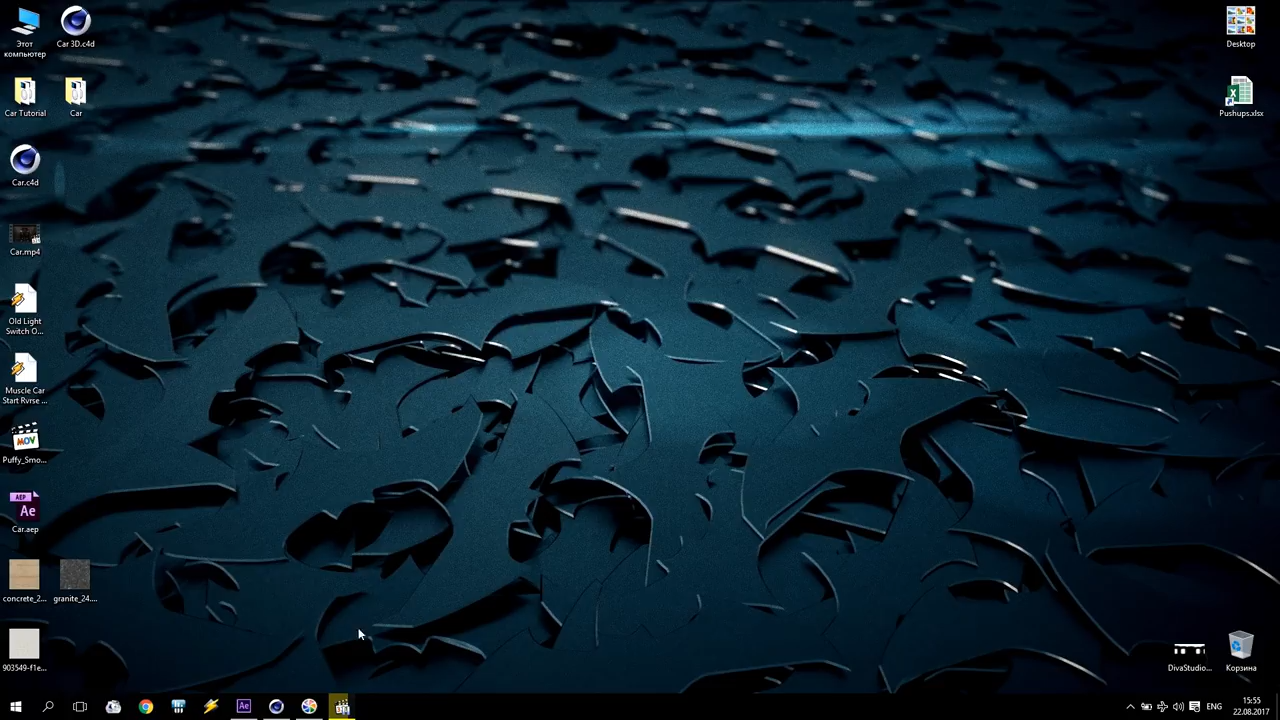 Этот
компьютер
Car 3D.c4d
Desktop
Car Tutorial
Car
Pushups.xlsx
Car.c4d
Car.mp4
Old Light
Switch O...
Muscle Car
Start Rvrse ...
MOV
Puffy_Smo...
AEP
Ae
Car.aep
concrete_2...
granite_24....
903549-f1e...
DivaStudio...
Корзина
Ae
ENG
15:55
22.08.2017